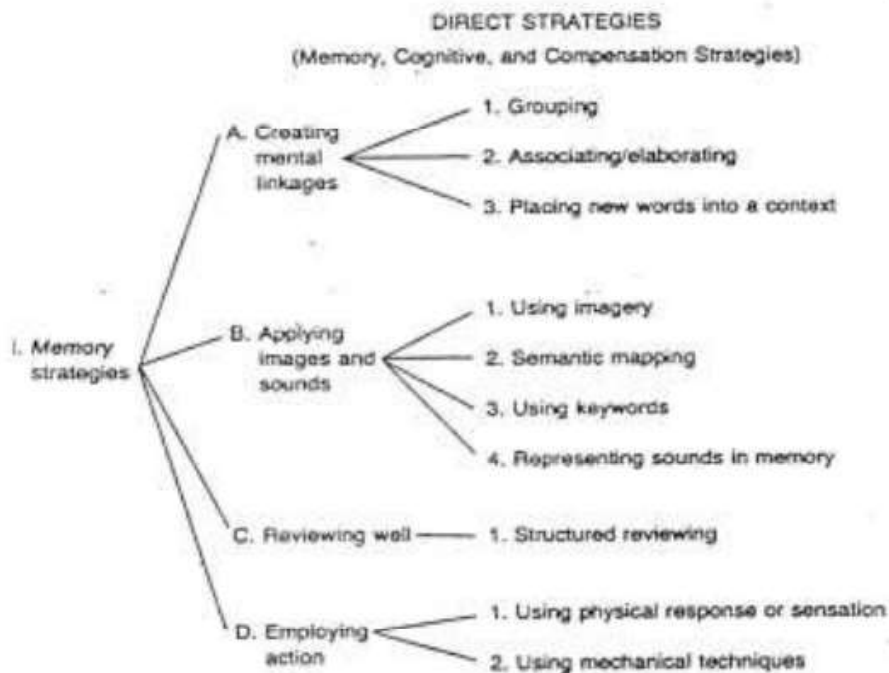 DIRECT STRATEGIES
(Memory, Cognitive, and Compensation Strategies)
A. Creating
mental
linkages
1. Grouping
2. Associating/elaborating
3. Placing new words into a context
I. Memory
strategies
B. Applying
images and
sounds
1. Using imagery
2. Semantic mapping
3. Using keywords
4. Representing sounds in memory
C. Reviewing well
1. Structured reviewing
D. Employing
action
1. Using physical response or sensation
2. Using mechanical techniques